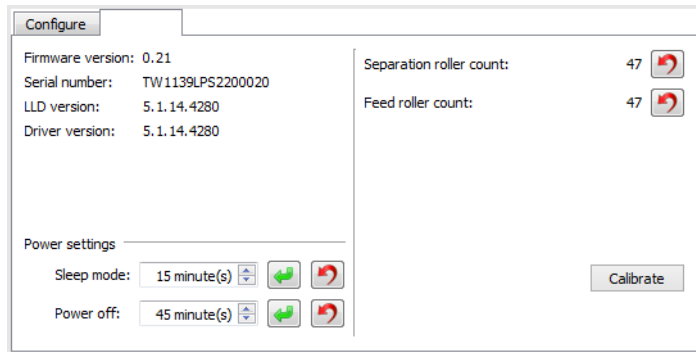 Configure
Firmware version: 0.21
Serial number: TW1139LPS2200020
LLD version: 5.1.14.4280
Driver version: 5.1.14.4280
Power settings
Sleep mode: 15 minute(s)
Power off: 45 minute(s)
Separation roller count: 47
Feed roller count: 47
Calibrate